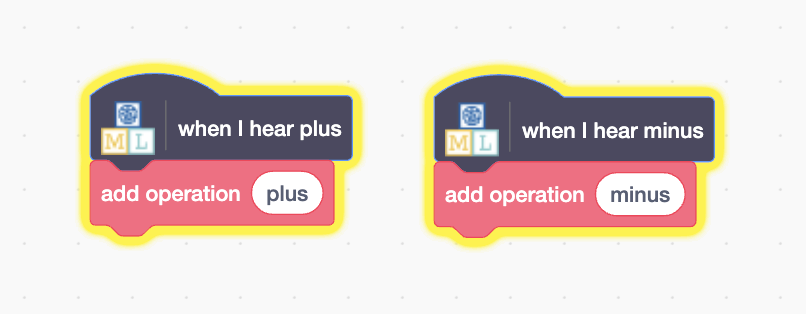 when I hear plus
M L
add operation plus
when I hear minus
M L
add operation minus